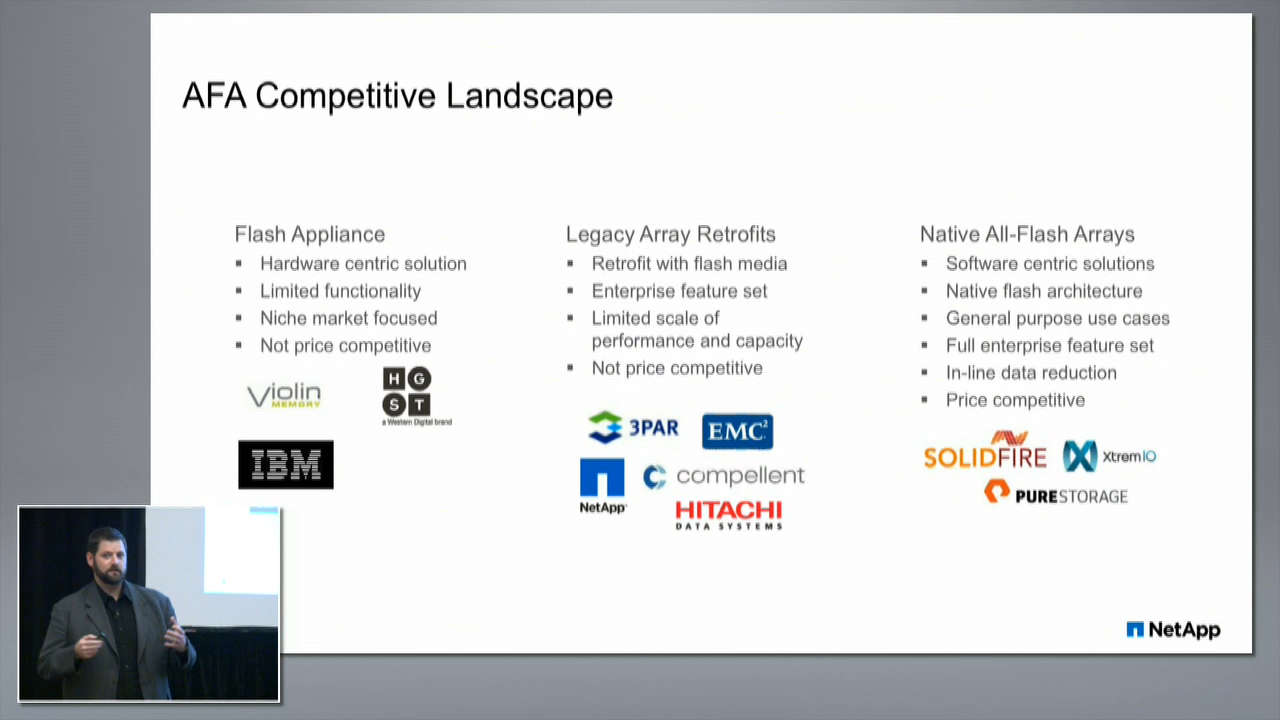 AFA Competitive Landscape
Flash Appliance
▪ Hardware centric solution
▪ Limited functionality
▪ Niche market focused
▪ Not price competitive
Violin
MEMORY
H G
S T
a Western Digital brand
IBM
Legacy Array Retrofits
▪ Retrofit with flash media
▪ Enterprise feature set
▪ Limited scale of
performance and capacity
▪ Not price competitive
3PAR
EMC²
NetApp
compellent
HITACHI
DATA SYSTEMS
Native All-Flash Arrays
▪ Software centric solutions
▪ Native flash architecture
▪ General purpose use cases
▪ Full enterprise feature set
▪ In-line data reduction
▪ Price competitive
SOLIDFIRE
XtremIO
PURESTORAGE
NetApp